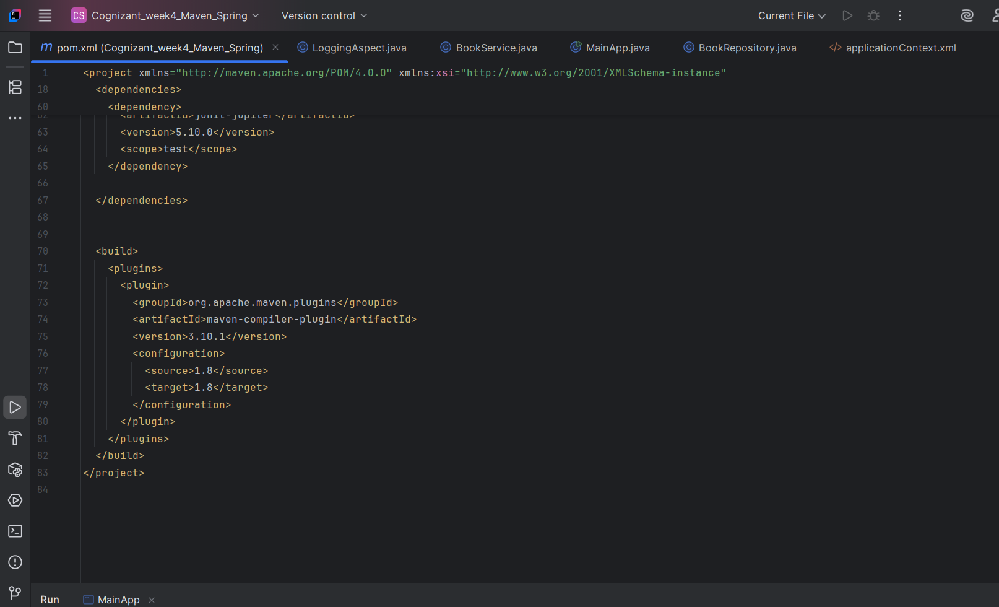 CS Cognizant_week4_Maven_Spring Version control Current File
pom.xml (Cognizant_week4_Maven_Spring) LoggingAspect.java BookService.java MainApp.java BookRepository.java applicationContext.xml
1 <project xmlns="http://maven.apache.org/POM/4.0.0" xmlns:xsi="http://www.w3.org/2001/XMLSchema-instance"
18 <dependencies>
60 <dependency>
62 <artifactId>junit-jupiter</artifactId>
63 <version>5.10.0</version>
64 <scope>test</scope>
65 </dependency>
66
67 </dependencies>
68
69
70 <build>
71 <plugins>
72 <plugin>
73 <groupId>org.apache.maven.plugins</groupId>
74 <artifactId>maven-compiler-plugin</artifactId>
75 <version>3.10.1</version>
76 <configuration>
77 <source>1.8</source>
78 <target>1.8</target>
79 </configuration>
80 </plugin>
81 </plugins>
82 </build>
83 </project>
84
Run MainApp